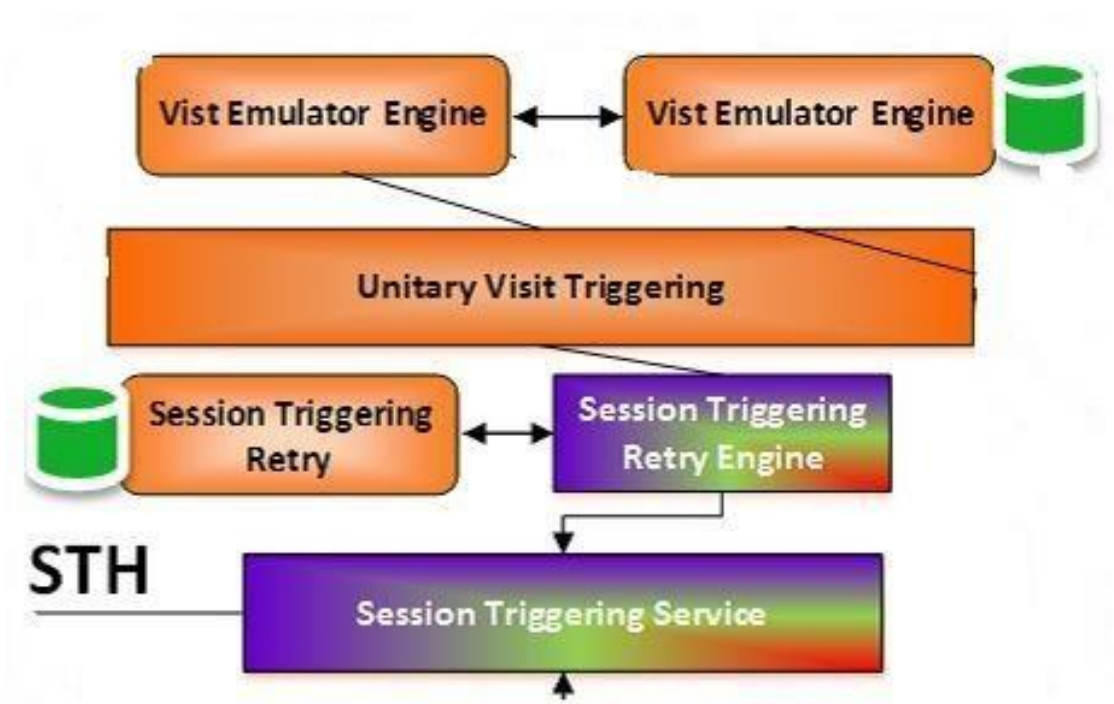 Vist Emulator Engine
Vist Emulator Engine
Unitary Visit Triggering
Session Triggering
Retry
Session Triggering
Retry Engine
STH
Session Triggering Service